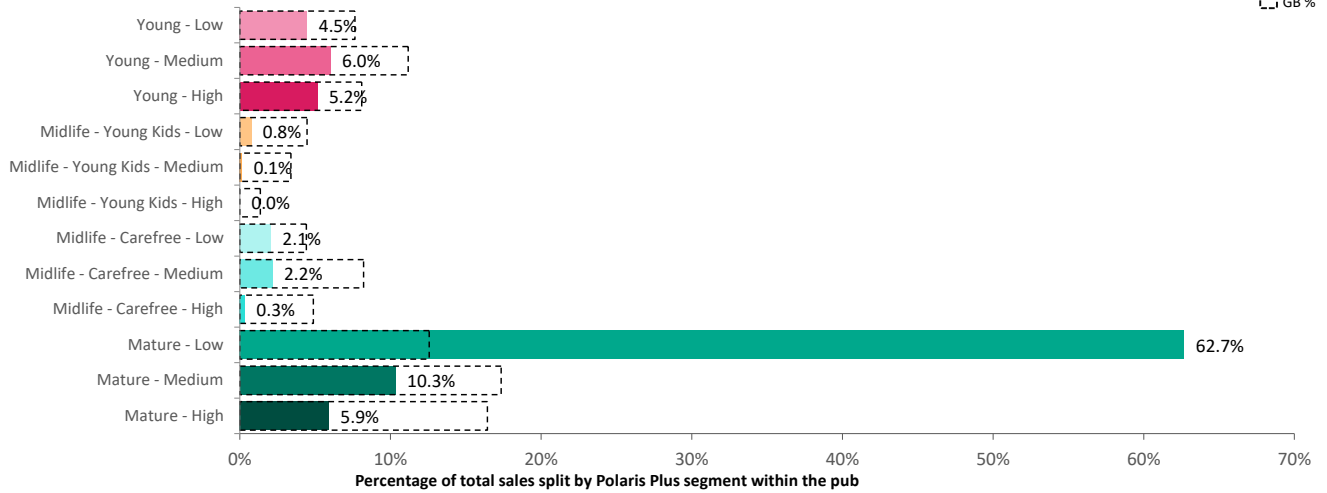 GB %
Young - Low 4.5%
Young - Medium 6.0%
Young - High 5.2%
Midlife - Young Kids - Low 0.8%
Midlife - Young Kids - Medium 0.1%
Midlife - Young Kids - High 0.0%
Midlife - Carefree - Low 2.1%
Midlife - Carefree - Medium 2.2%
Midlife - Carefree - High 0.3%
Mature - Low 62.7%
Mature - Medium 10.3%
Mature - High 5.9%
0% 10% 20% 30% 40% 50% 60% 70%
Percentage of total sales split by Polaris Plus segment within the pub